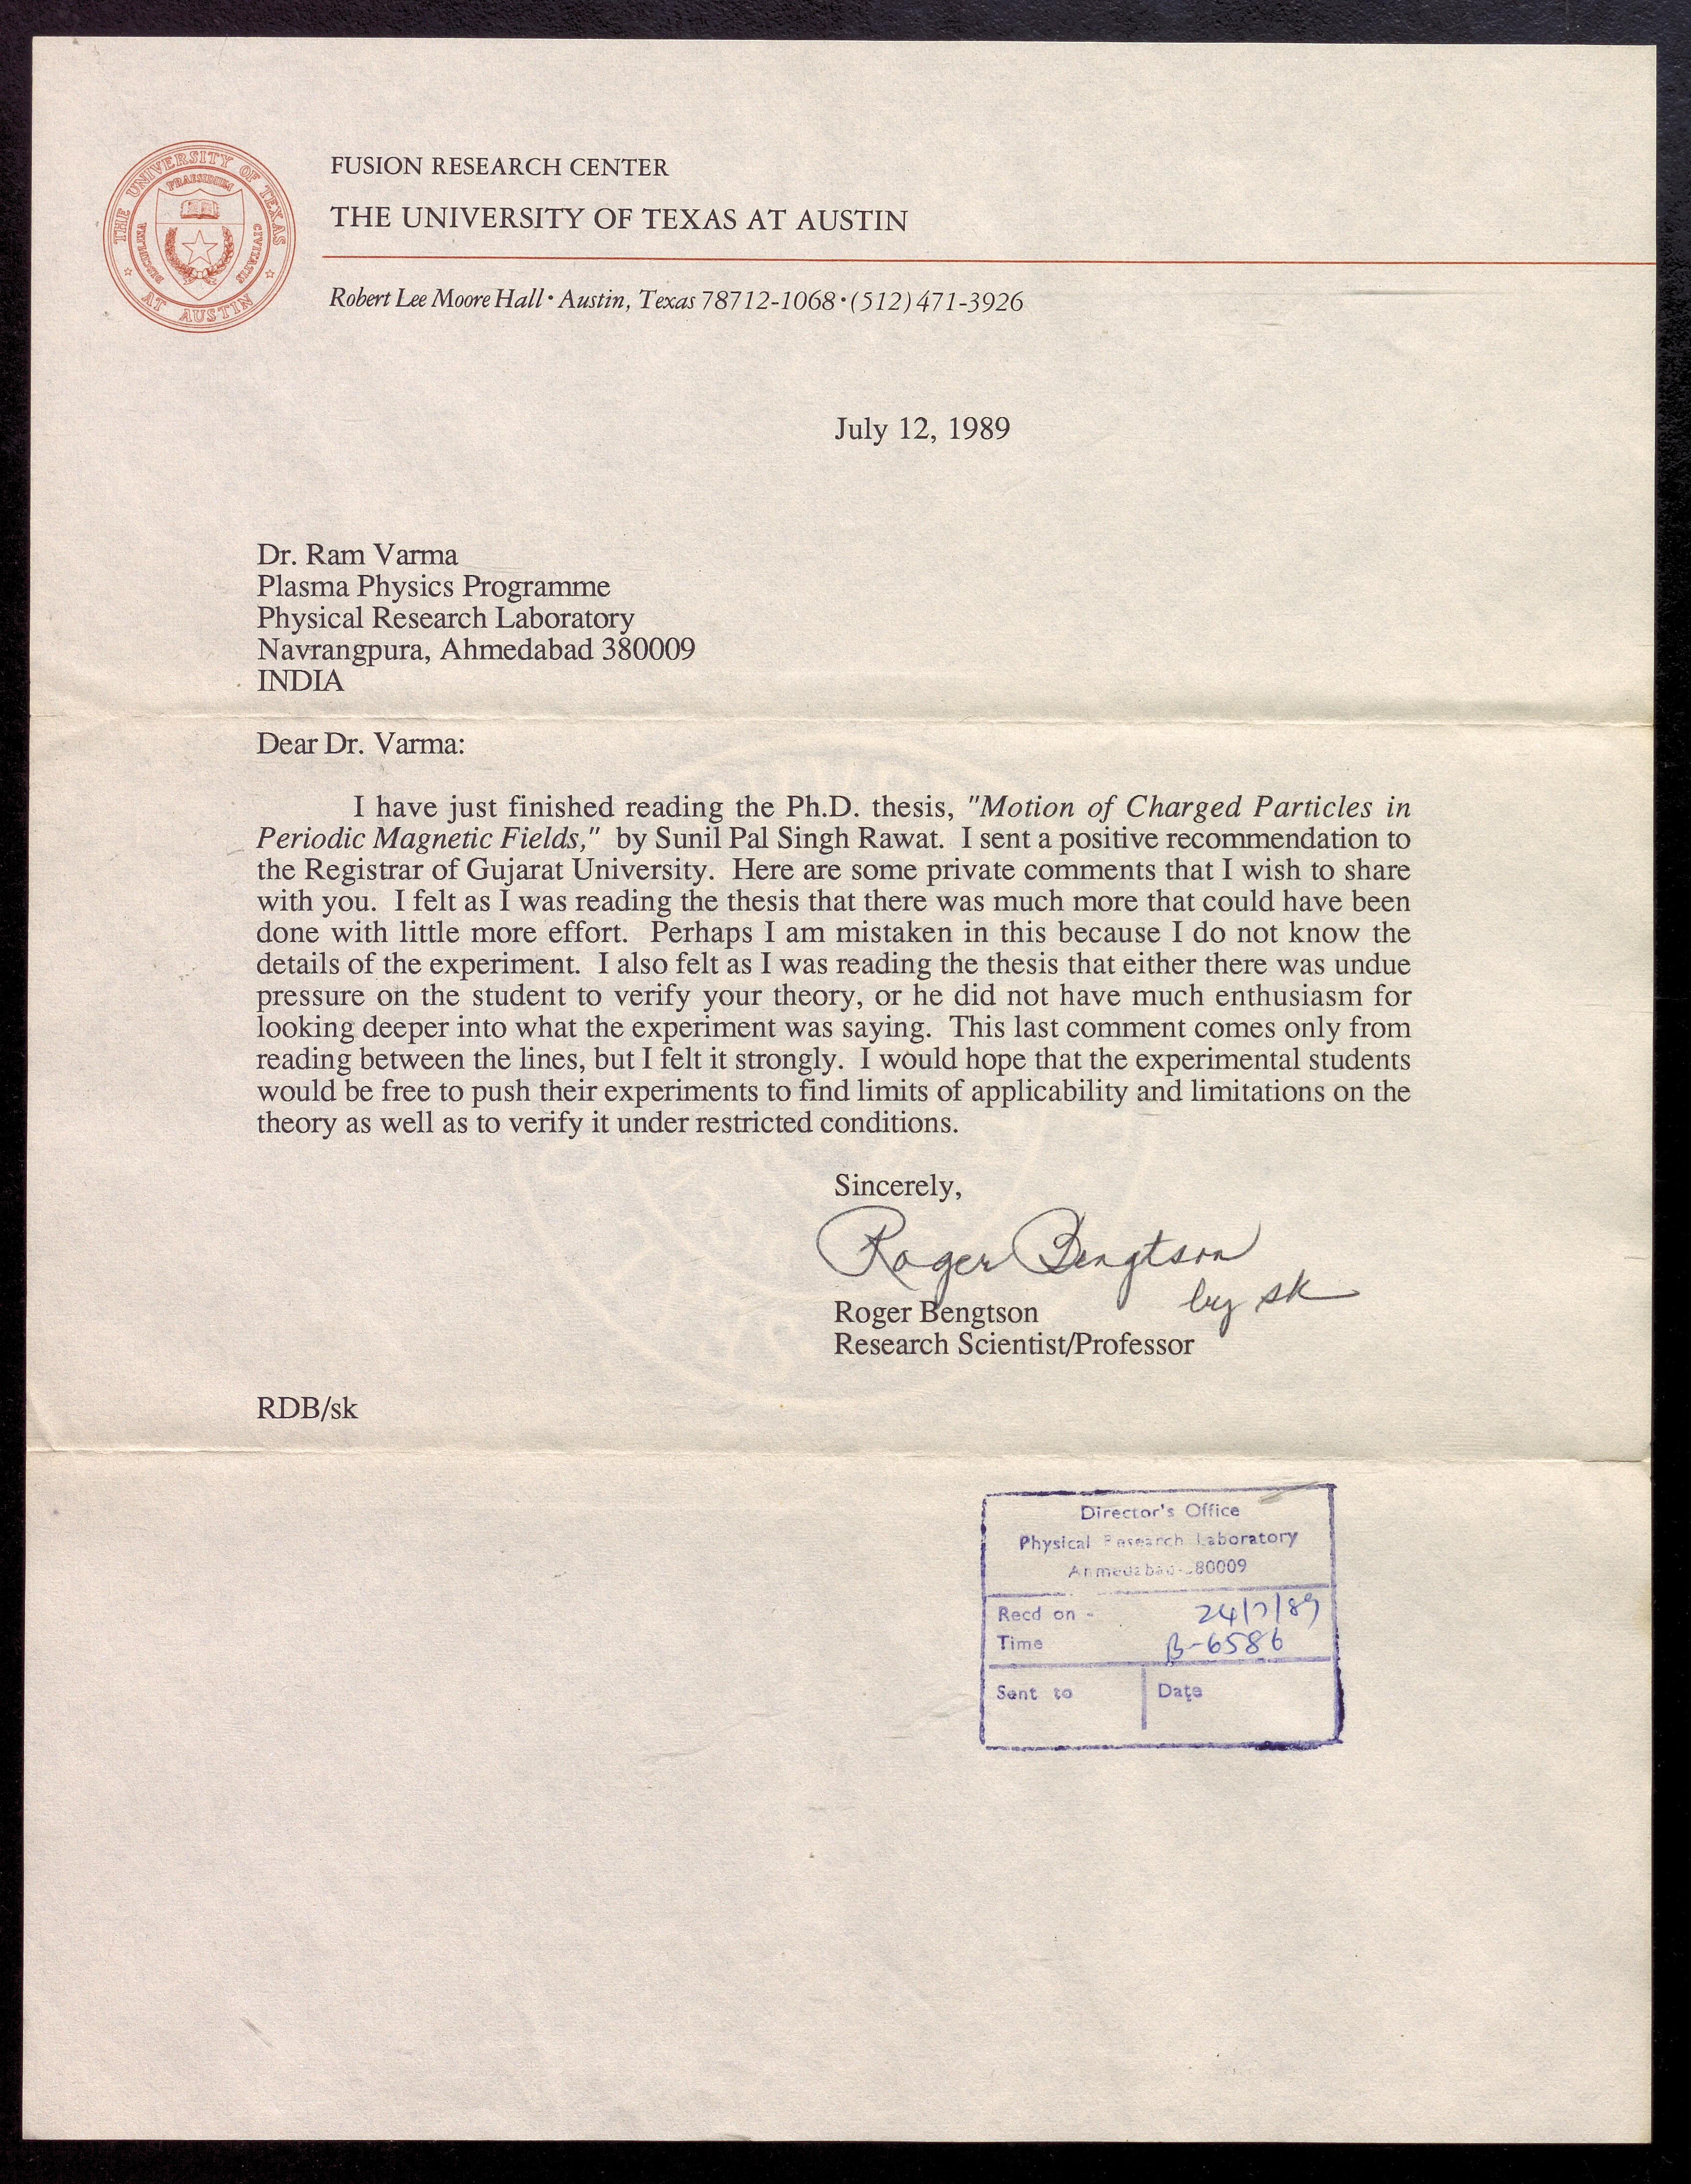 THE UNIVERSITY OF TEXAS
AT AUSTIN
PRAESIDIUM
CIVITATIS
DISCIPLINA
FUSION RESEARCH CENTER
THE UNIVERSITY OF TEXAS AT AUSTIN
Robert Lee Moore Hall • Austin, Texas 78712-1068 • (512) 471-3926
July 12, 1989
Dr. Ram Varma
Plasma Physics Programme
Physical Research Laboratory
Navrangpura, Ahmedabad 380009
INDIA
Dear Dr. Varma:
I have just finished reading the Ph.D. thesis, "Motion of Charged Particles in
Periodic Magnetic Fields," by Sunil Pal Singh Rawat. I sent a positive recommendation to
the Registrar of Gujarat University. Here are some private comments that I wish to share
with you. I felt as I was reading the thesis that there was much more that could have been
done with little more effort. Perhaps I am mistaken in this because I do not know the
details of the experiment. I also felt as I was reading the thesis that either there was undue
pressure on the student to verify your theory, or he did not have much enthusiasm for
looking deeper into what the experiment was saying. This last comment comes only from
reading between the lines, but I felt it strongly. I would hope that the experimental students
would be free to push their experiments to find limits of applicability and limitations on the
theory as well as to verify it under restricted conditions.
Sincerely,
Roger Bengtson
by sk
Roger Bengtson
Research Scientist/Professor
RDB/sk
Director's Office
Physical Research Laboratory
Ahmedabad-380009
Recd on - 24/7/89
Time B-6586
Sent to Date